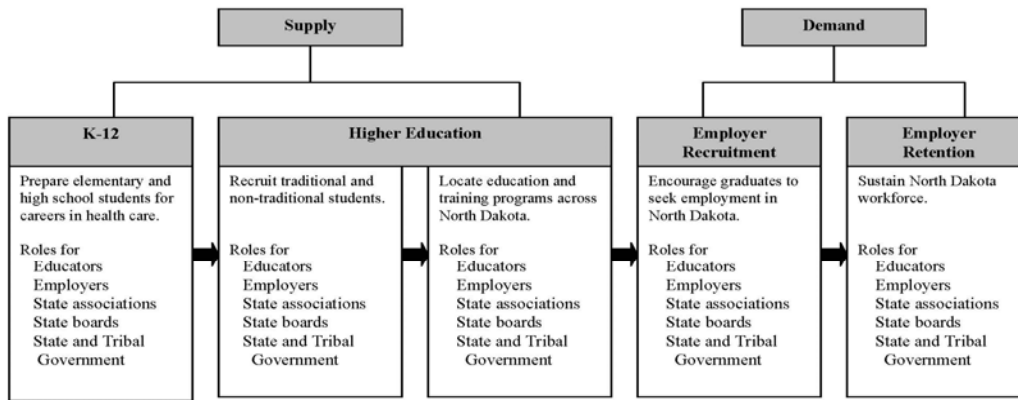 Supply
Demand
K-12
Higher Education
Employer
Recruitment
Employer
Retention
Prepare elementary and
high school students for
careers in health care.
Roles for
Educators
Employers
State associations
State boards
State and Tribal
Government
Recruit traditional and
non-traditional students.
Roles for
Educators
Employers
State associations
State boards
State and Tribal
Government
Locate education and
training programs across
North Dakota.
Roles for
Educators
Employers
State associations
State boards
State and Tribal
Government
Encourage graduates to
seek employment in
North Dakota.
Roles for
Educators
Employers
State associations
State boards
State and Tribal
Government
Sustain North Dakota
workforce.
Roles for
Educators
Employers
State associations
State boards
State and Tribal
Government